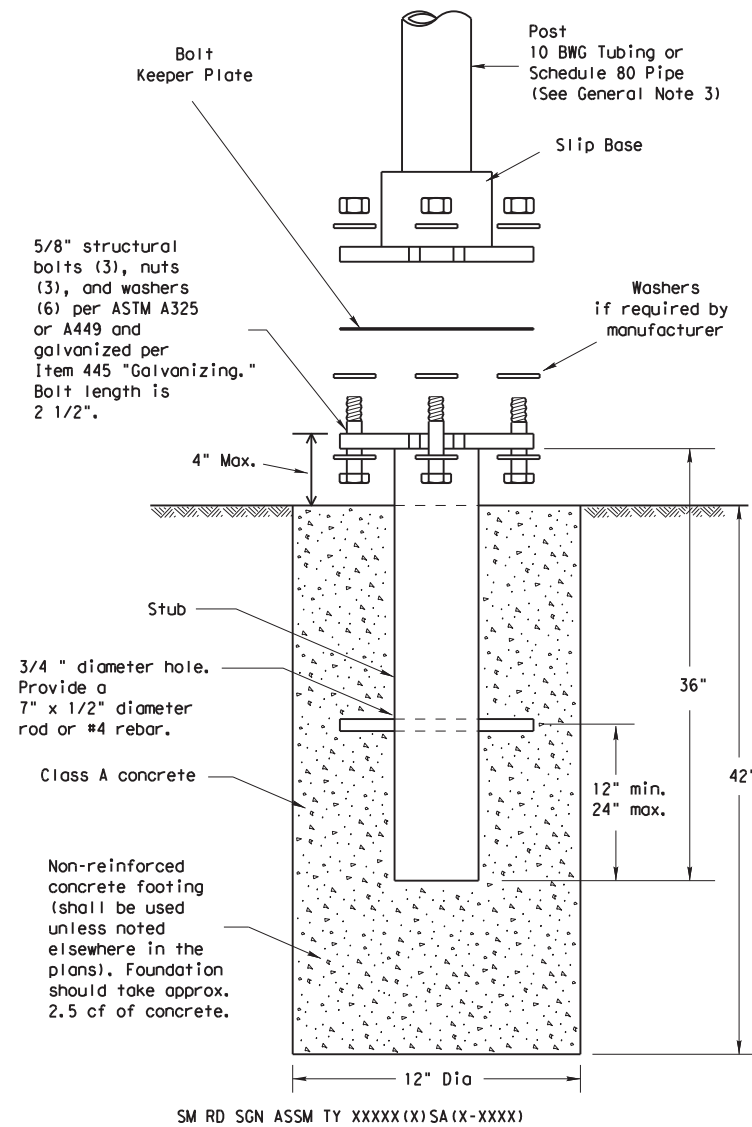 Bolt
Keeper Plate
Post
10 BWG Tubing or
Schedule 80 Pipe
(See General Note 3)
Slip Base
5/8" structural
bolts (3), nuts
(3), and washers
(6) per ASTM A325
or A449 and
galvanized per
Item 445 "Galvanizing."
Bolt length is
2 1/2".
Washers
if required by
manufacturer
4" Max.
Stub
3/4 " diameter hole.
Provide a
7" x 1/2" diameter
rod or #4 rebar.
36"
Class A concrete
12" min.
24" max.
42"
Non-reinforced
concrete footing
(shall be used
unless noted
elsewhere in the
plans). Foundation
should take approx.
2.5 cf of concrete.
12" Dia
SM RD SGN ASSM TY XXXXX(X)SA(X-XXXX)